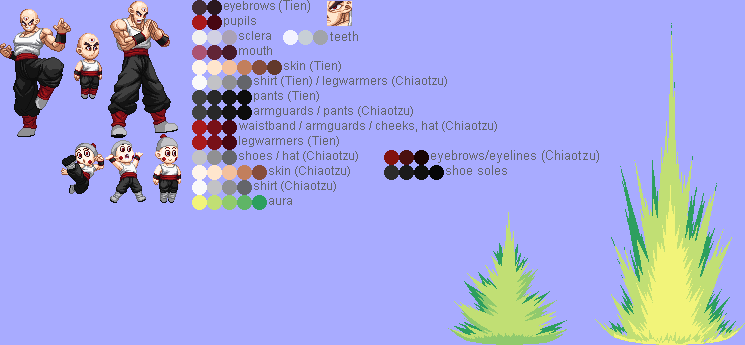 eyebrows (Tien)
pupils
sclera
teeth
mouth
skin (Tien)
shirt (Tien) / legwarmers (Chiaotzu)
pants (Tien)
armguards / pants (Chiaotzu)
waistband / armguards / cheeks, hat (Chiaotzu)
legwarmers (Tien)
shoes / hat (Chiaotzu)
eyebrows/eyelines (Chiaotzu)
skin (Chiaotzu)
shoe soles
shirt (Chiaotzu)
aura